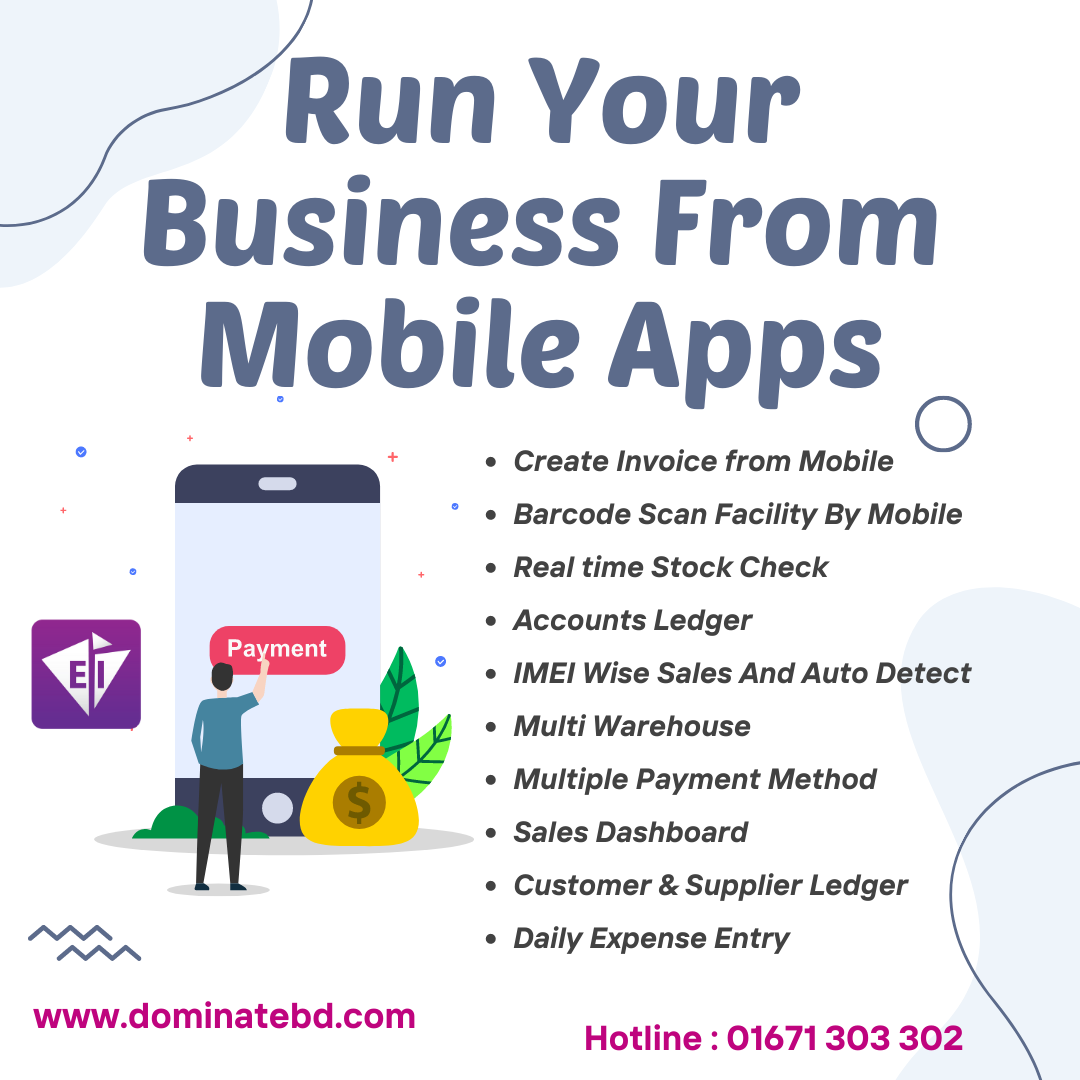 Run Your
Business From
Mobile Apps
• Create Invoice from Mobile
• Barcode Scan Facility By Mobile
• Real time Stock Check
• Accounts Ledger
• IMEI Wise Sales And Auto Detect
• Multi Warehouse
• Multiple Payment Method
• Sales Dashboard
• Customer & Supplier Ledger
• Daily Expense Entry
Payment
EI
$
www.dominatebd.com
Hotline : 01671 303 302